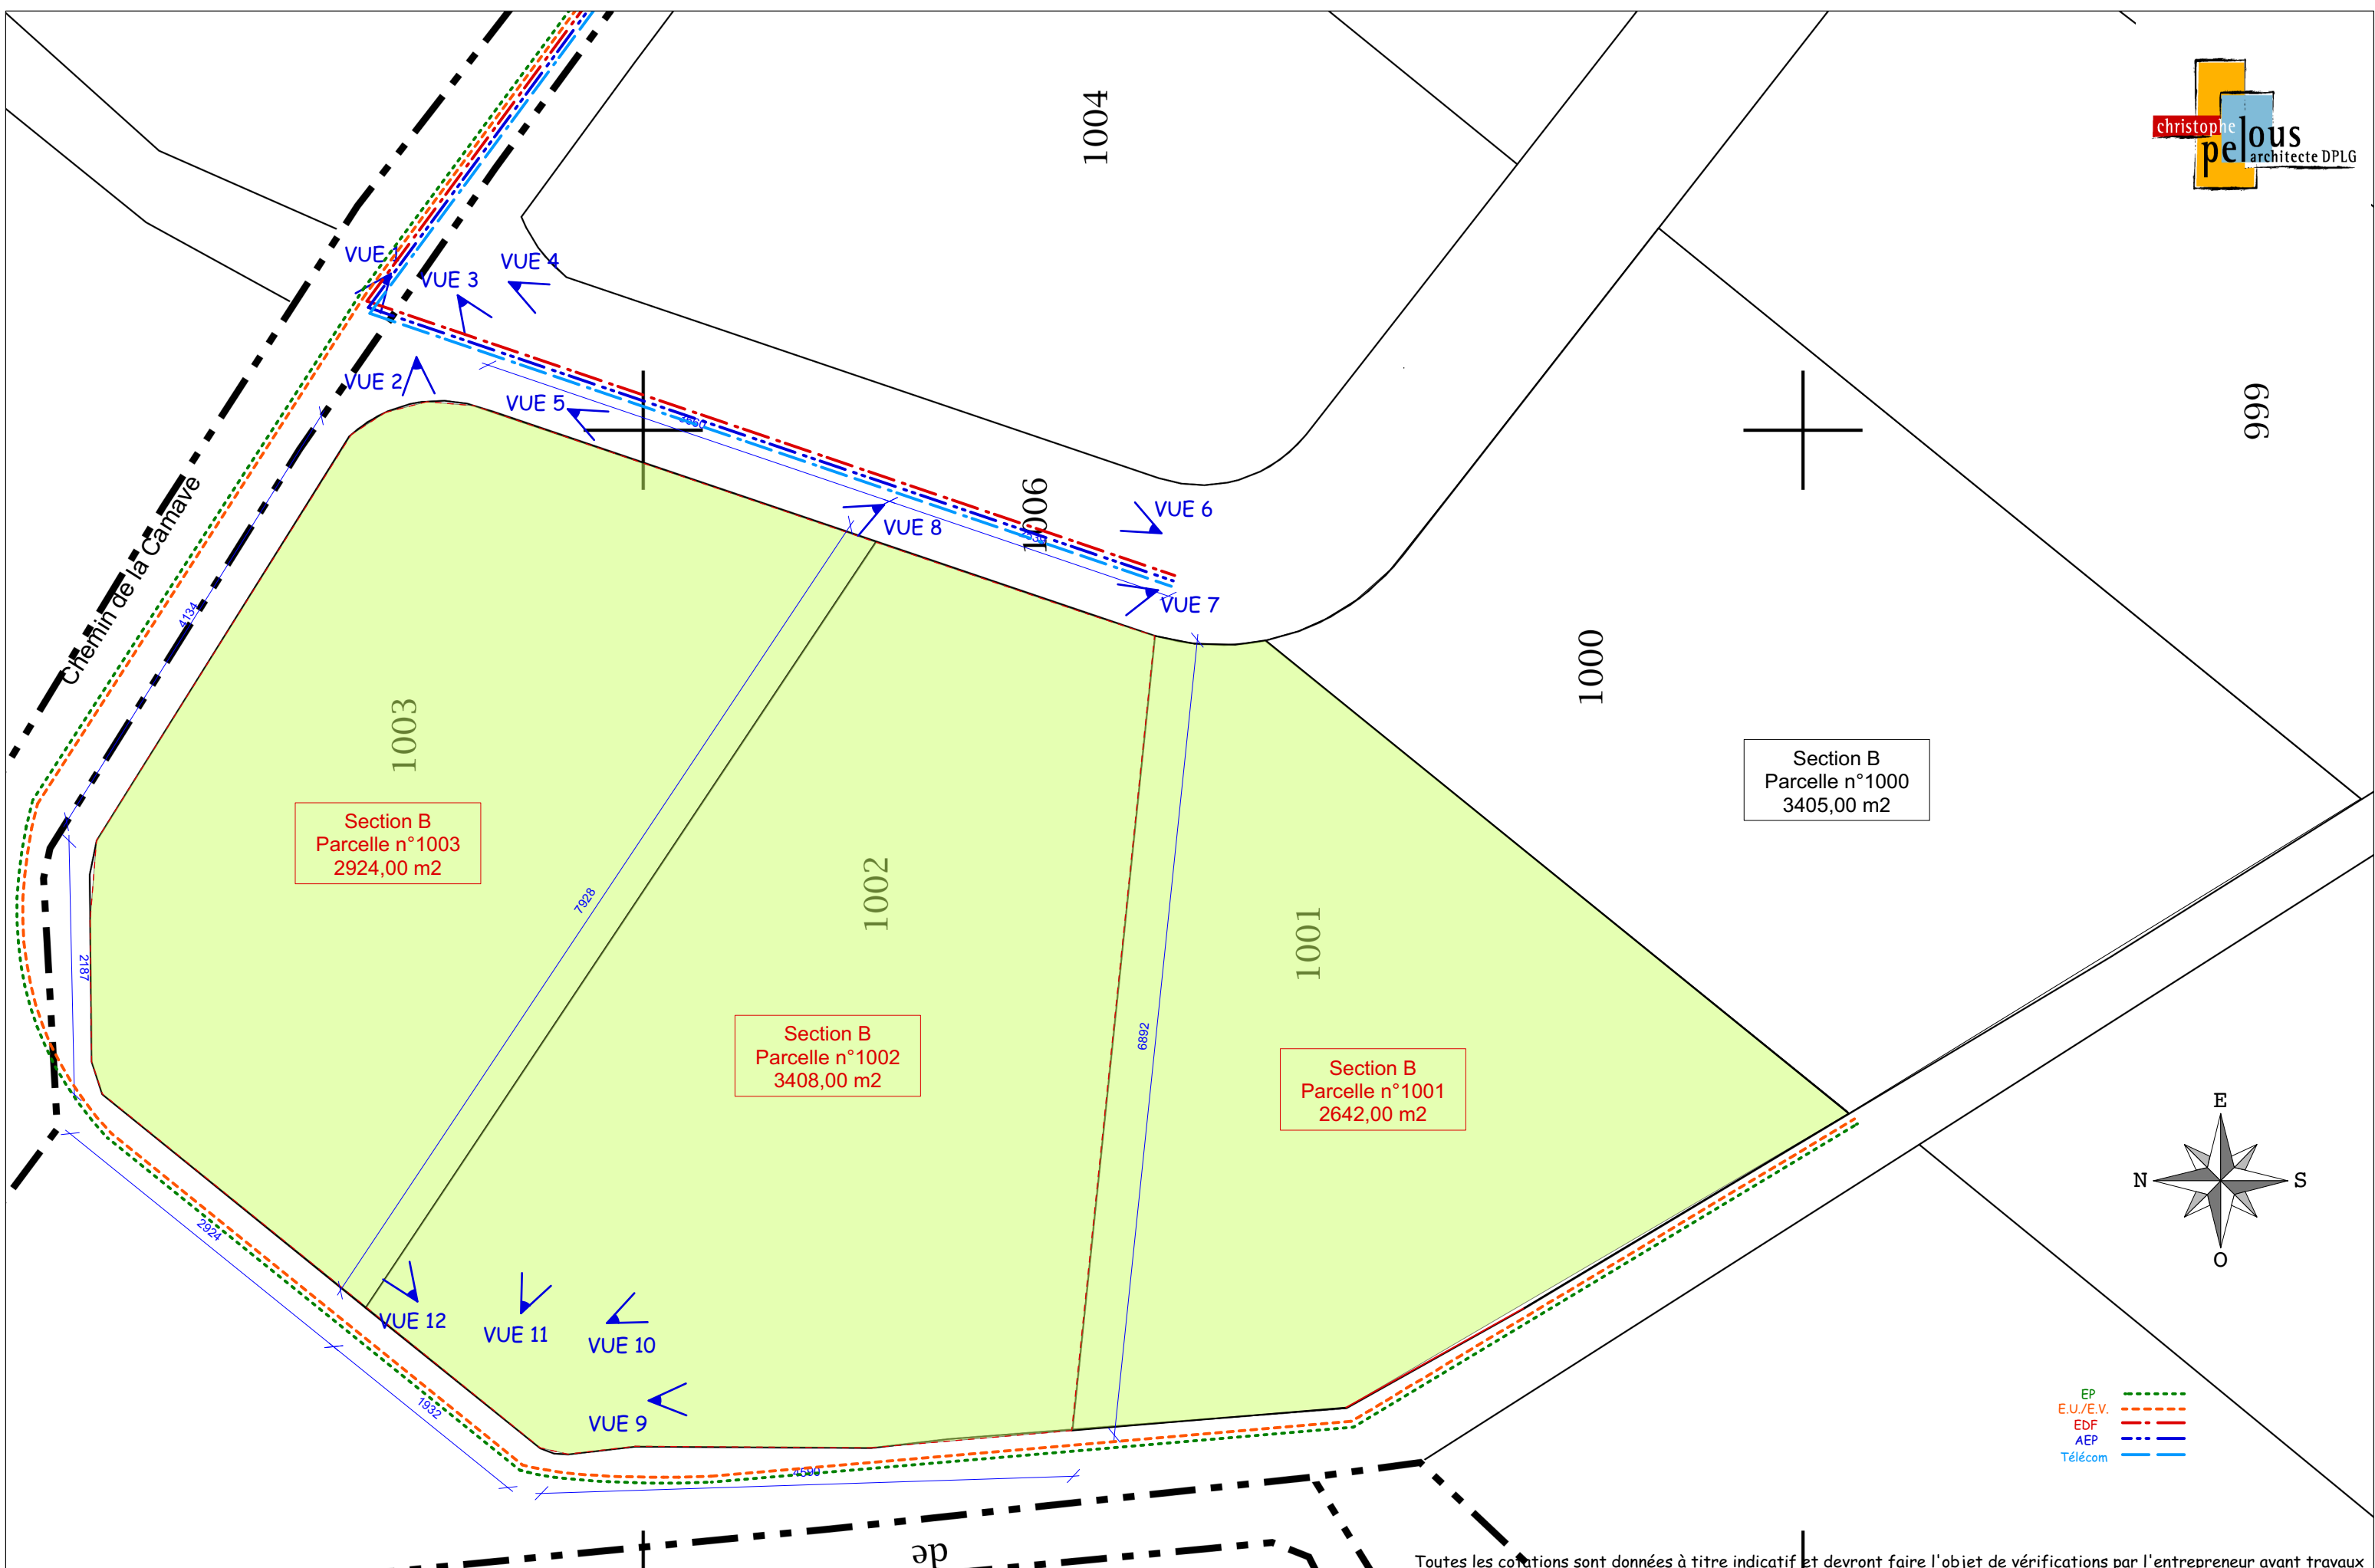 christophe
pelous
architecte DPLG
1004
VUE 1
VUE 3
VUE 4
VUE 2
VUE 5
999
1006
VUE 6
VUE 8
VUE 7
Chemin de la Camave
4134
1003
1000
Section B
Parcelle n°1000
3405,00 m2
Section B
Parcelle n°1003
2924,00 m2
7928
1002
1001
2187
6892
Section B
Parcelle n°1002
3408,00 m2
Section B
Parcelle n°1001
2642,00 m2
E
N
S
O
2924
VUE 12
VUE 11
VUE 10
VUE 9
1932
4590
EP
E.U./E.V.
EDF
AEP
Télécom
de
Toutes les cotations sont données à titre indicatif et devront faire l'objet de vérifications par l'entrepreneur avant travaux